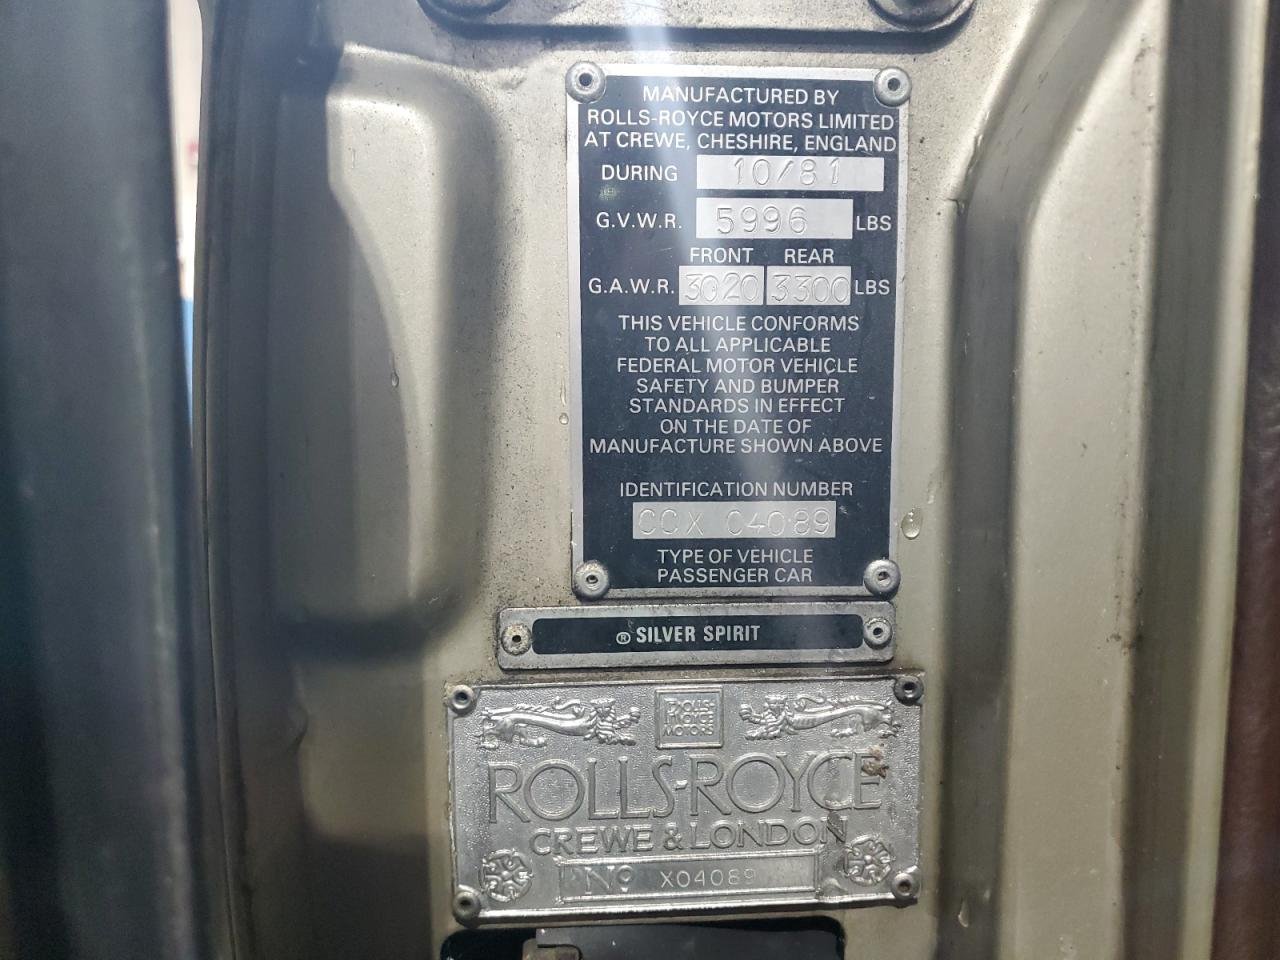 MANUFACTURED BY
ROLLS-ROYCE MOTORS LIMITED
AT CREWE, CHESHIRE, ENGLAND
DURING 10/81
G.V.W.R. 5996 LBS
FRONT REAR
G.A.W.R. 3020 3300 LBS
THIS VEHICLE CONFORMS
TO ALL APPLICABLE
FEDERAL MOTOR VEHICLE
SAFETY AND BUMPER
STANDARDS IN EFFECT
ON THE DATE OF
MANUFACTURE SHOWN ABOVE
IDENTIFICATION NUMBER
CCX 04089
TYPE OF VEHICLE
PASSENGER CAR
® SILVER SPIRIT
ROLLS-
ROYCE
MOTORS
ROLLS-ROYCE
CREWE & LONDON
No X04089